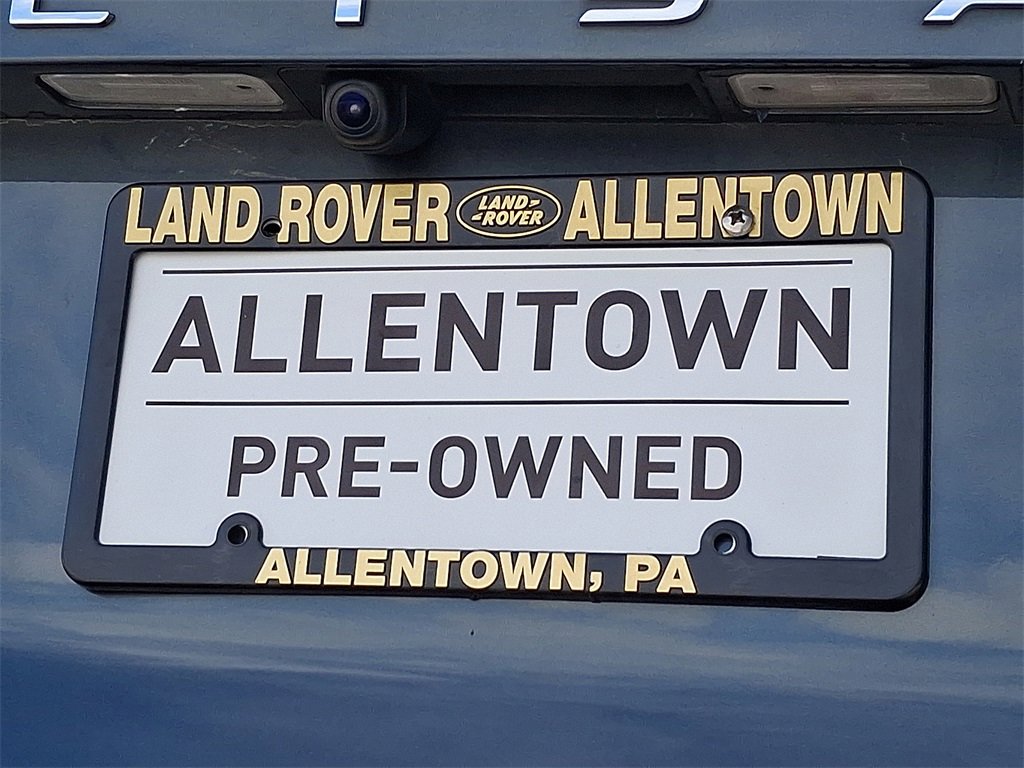 LAND ROVER LAND-ROVER ALLENTOWN
ALLENTOWN
PRE-OWNED
ALLENTOWN, PA